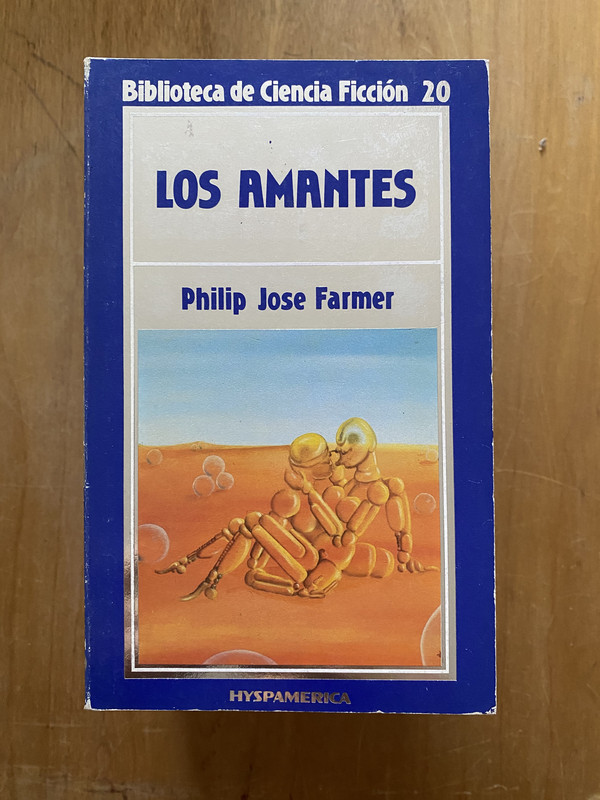 Biblioteca de Ciencia Ficción 20
LOS AMANTES
Philip Jose Farmer
HYSPAMERICA